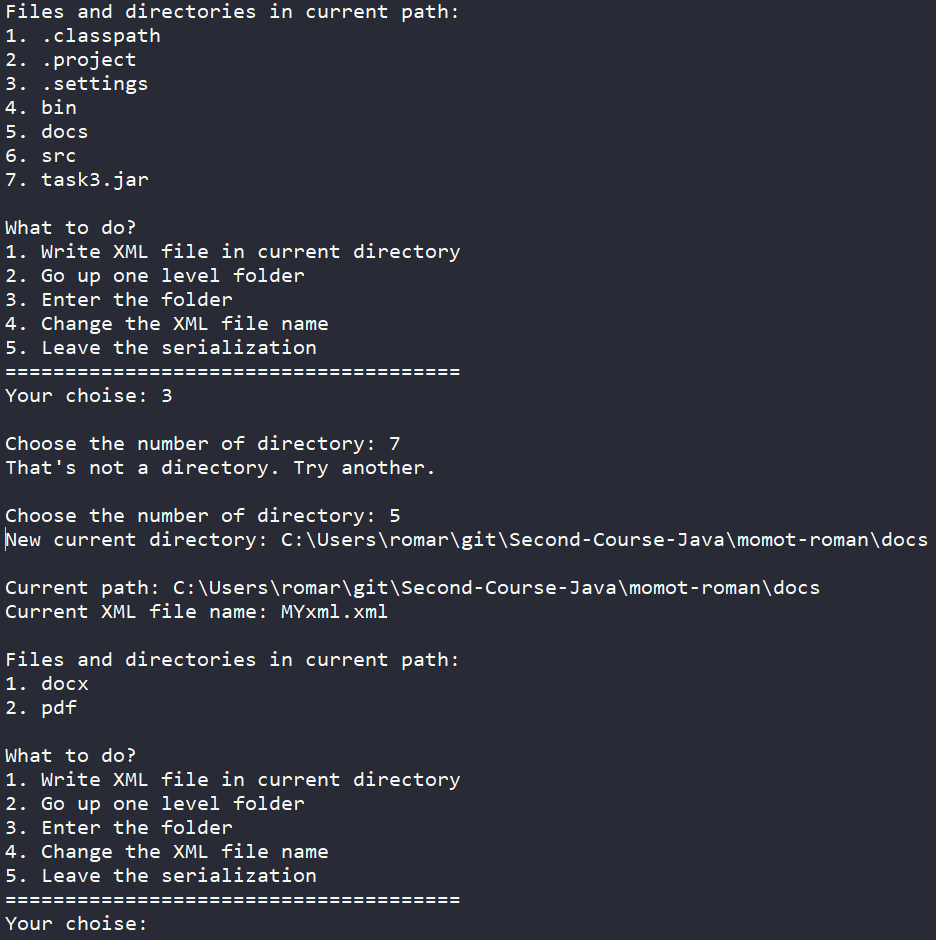 Files and directories in current path:
1. .classpath
2. .project
3. .settings
4. bin
5. docs
6. src
7. task3.jar
What to do?
1. Write XML file in current directory
2. Go up one level folder
3. Enter the folder
4. Change the XML file name
5. Leave the serialization
======================================
Your choise: 3
Choose the number of directory: 7
That's not a directory. Try another.
Choose the number of directory: 5
New current directory: C:\Users\romar\git\Second-Course-Java\momot-roman\docs
Current path: C:\Users\romar\git\Second-Course-Java\momot-roman\docs
Current XML file name: MYxml.xml
Files and directories in current path:
1. docx
2. pdf
What to do?
1. Write XML file in current directory
2. Go up one level folder
3. Enter the folder
4. Change the XML file name
5. Leave the serialization
======================================
Your choise: